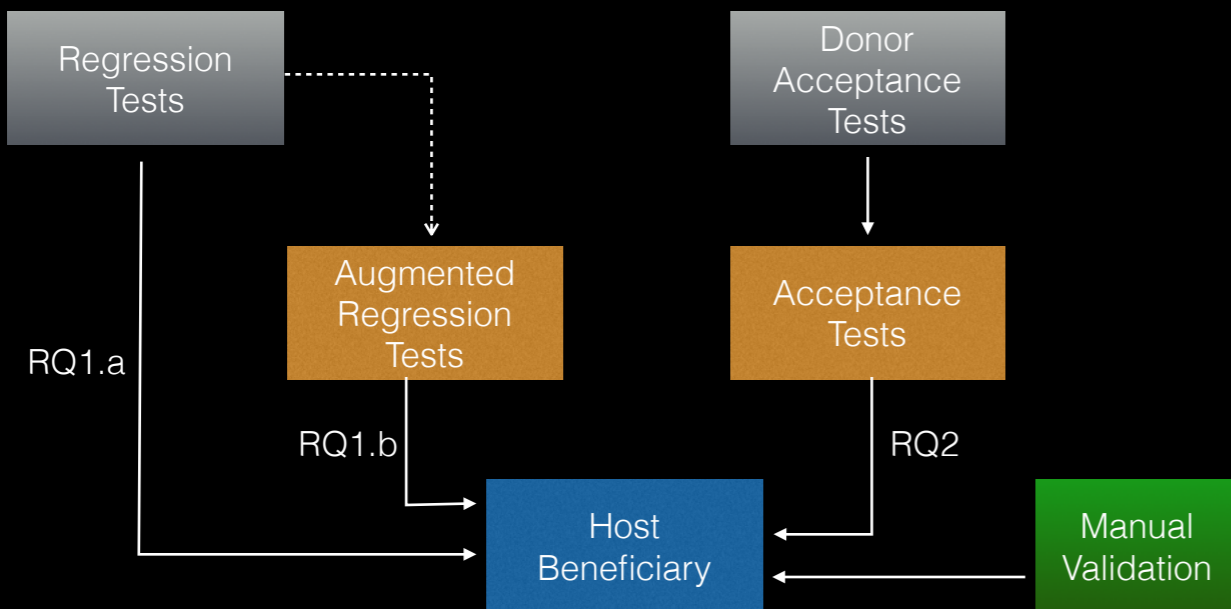 Regression
Tests
Donor
Acceptance
Tests
Augmented
Regression
Tests
Acceptance
Tests
RQ1.a
RQ1.b
RQ2
Host
Beneficiary
Manual
Validation